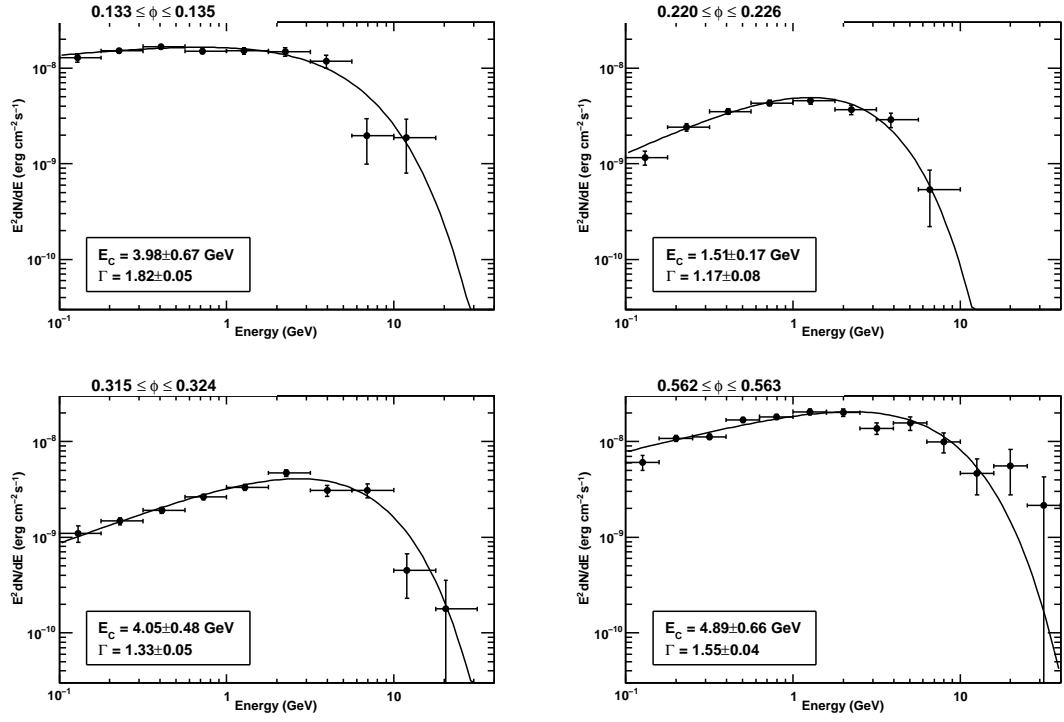 0.133 ≤ ϕ ≤ 0.135
E²dN/dE (erg cm⁻²s⁻¹)
10⁻⁸
10⁻⁹
10⁻¹⁰
E_C = 3.98±0.67 GeV
Γ = 1.82±0.05
10⁻¹ 1 10
Energy (GeV)
0.220 ≤ ϕ ≤ 0.226
E²dN/dE (erg cm⁻²s⁻¹)
10⁻⁸
10⁻⁹
10⁻¹⁰
E_C = 1.51±0.17 GeV
Γ = 1.17±0.08
10⁻¹ 1 10
Energy (GeV)
0.315 ≤ ϕ ≤ 0.324
E²dN/dE (erg cm⁻²s⁻¹)
10⁻⁸
10⁻⁹
10⁻¹⁰
E_C = 4.05±0.48 GeV
Γ = 1.33±0.05
10⁻¹ 1 10
Energy (GeV)
0.562 ≤ ϕ ≤ 0.563
E²dN/dE (erg cm⁻²s⁻¹)
10⁻⁸
10⁻⁹
10⁻¹⁰
E_C = 4.89±0.66 GeV
Γ = 1.55±0.04
10⁻¹ 1 10
Energy (GeV)